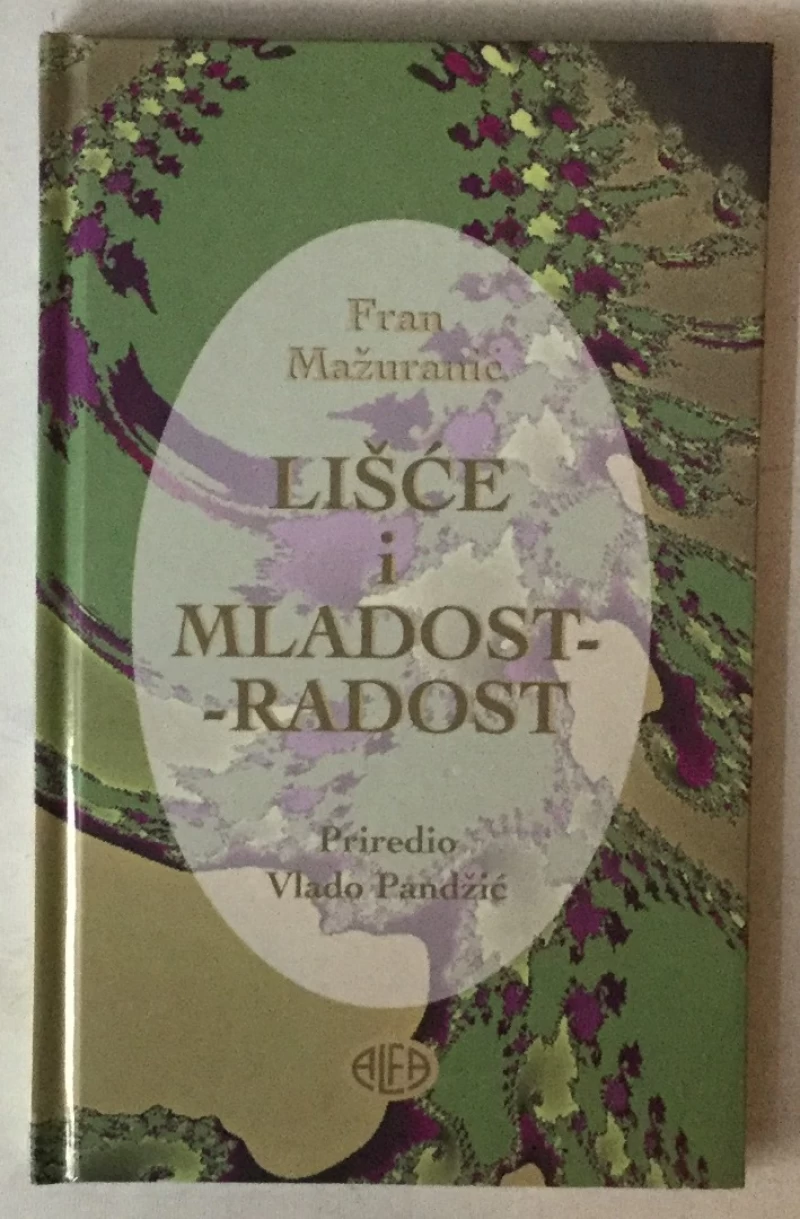 Fran
Mažuranić
LIŠĆE
i
MLADOST-
-RADOST
Priredio
Vlado Pandžić
ALFA